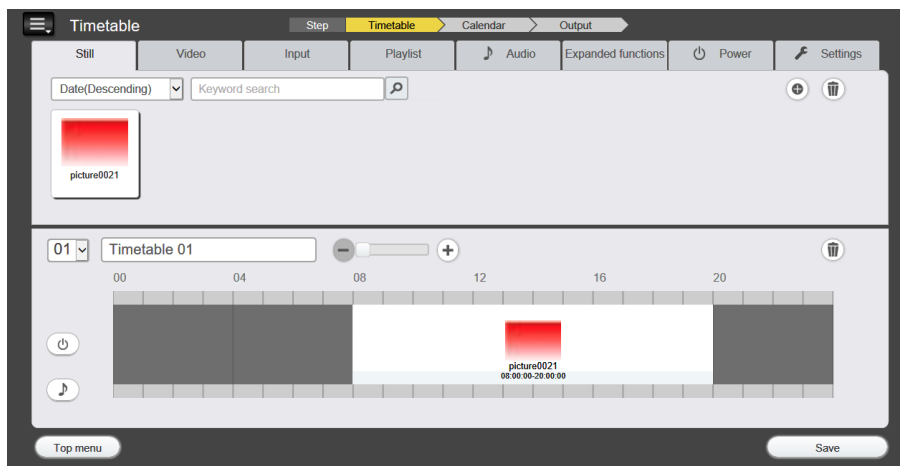 Timetable
Step Timetable Calendar Output
Still Video Input Playlist Audio Expanded functions Power Settings
Date(Descending) Keyword search
picture0021
01 Timetable 01
00 04 08 12 16 20
picture0021
08:00:00-20:00:00
Top menu Save